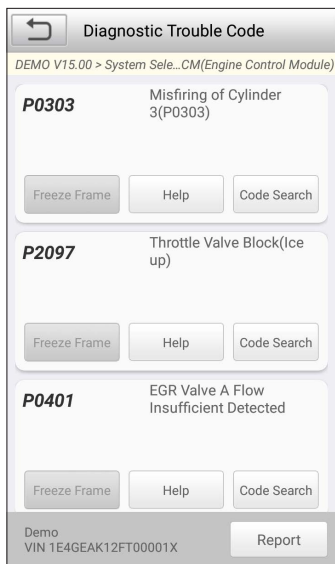 Diagnostic Trouble Code
DEMO V15.00 > System Sele...CM(Engine Control Module)
P0303
Misfiring of Cylinder
3(P0303)
Freeze Frame
Help
Code Search
P2097
Throttle Valve Block(Ice
up)
Freeze Frame
Help
Code Search
P0401
EGR Valve A Flow
Insufficient Detected
Freeze Frame
Help
Code Search
Demo
VIN 1E4GEAK12FT00001X
Report